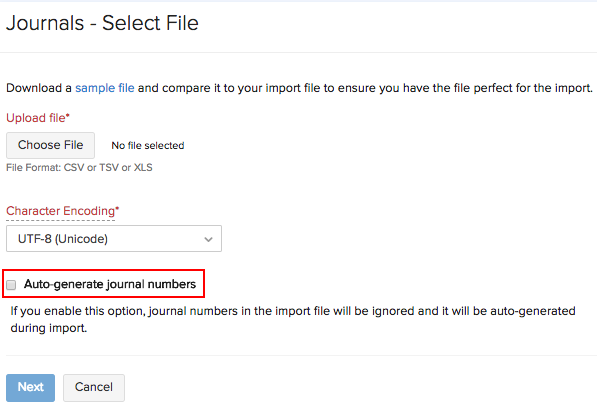 Journals - Select File
Download a sample file and compare it to your import file to ensure you have the file perfect for the import.
Upload file*
Choose File No file selected
File Format: CSV or TSV or XLS
Character Encoding*
UTF-8 (Unicode)
Auto-generate journal numbers
If you enable this option, journal numbers in the import file will be ignored and it will be auto-generated
during import.
Next Cancel